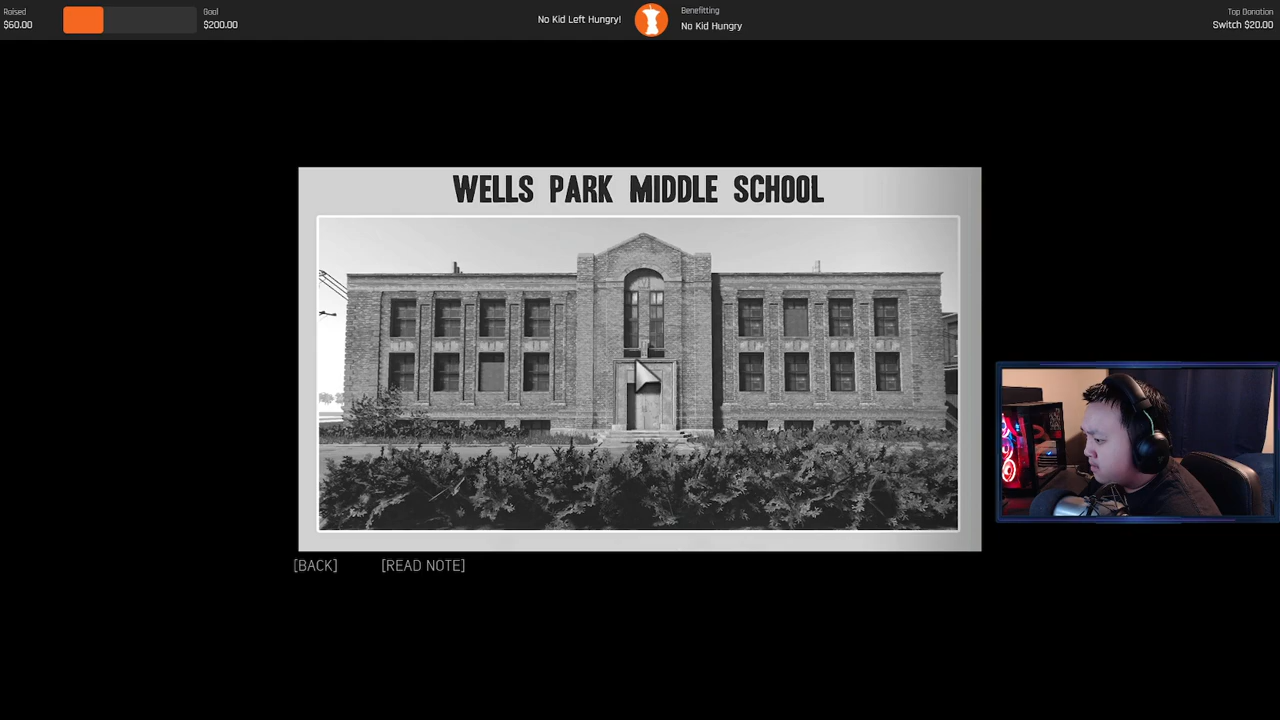 Raised
$60.00
Goal
$200.00
No Kid Left Hungry!
Benefitting
No Kid Hungry
Top Donation
Switch $20.00
WELLS PARK MIDDLE SCHOOL
[BACK]
[READ NOTE]